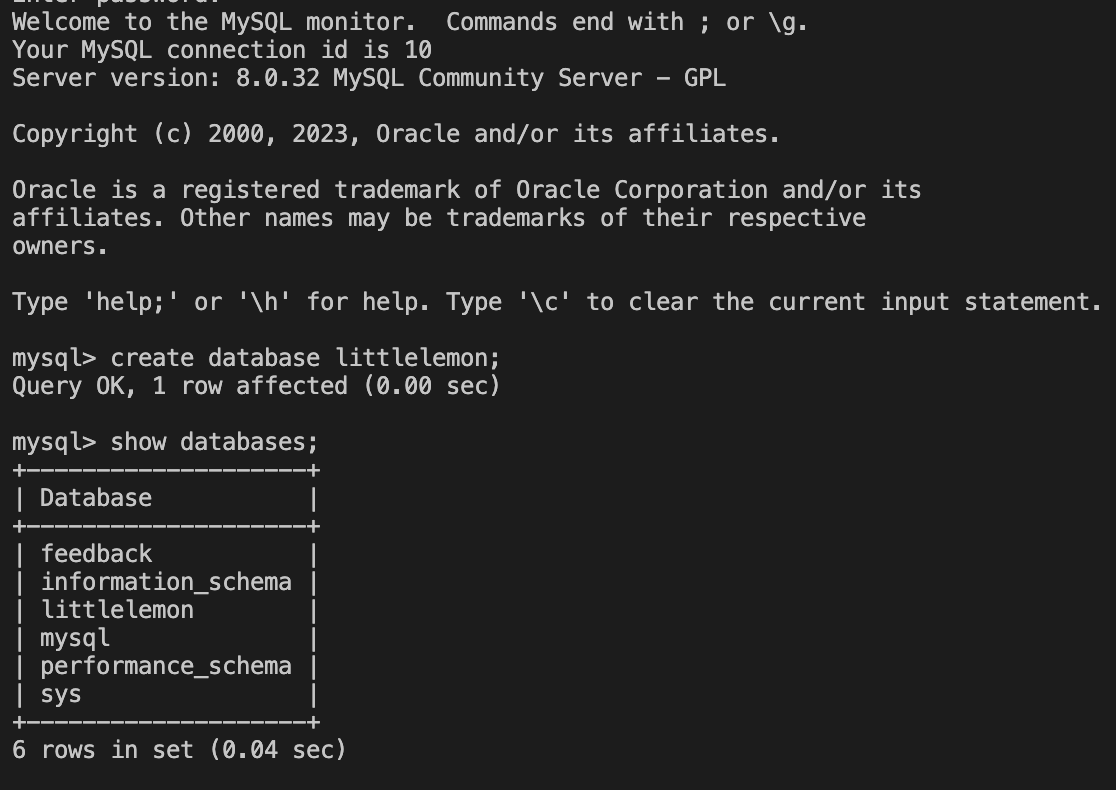 Enter password:
Welcome to the MySQL monitor.  Commands end with ; or \g.
Your MySQL connection id is 10
Server version: 8.0.32 MySQL Community Server - GPL
Copyright (c) 2000, 2023, Oracle and/or its affiliates.
Oracle is a registered trademark of Oracle Corporation and/or its
affiliates. Other names may be trademarks of their respective
owners.
Type 'help;' or '\h' for help. Type '\c' to clear the current input statement.
mysql> create database littlelemon;
Query OK, 1 row affected (0.00 sec)
mysql> show databases;
+--------------------+
| Database           |
+--------------------+
| feedback           |
| information_schema |
| littlelemon        |
| mysql              |
| performance_schema |
| sys                |
+--------------------+
6 rows in set (0.04 sec)